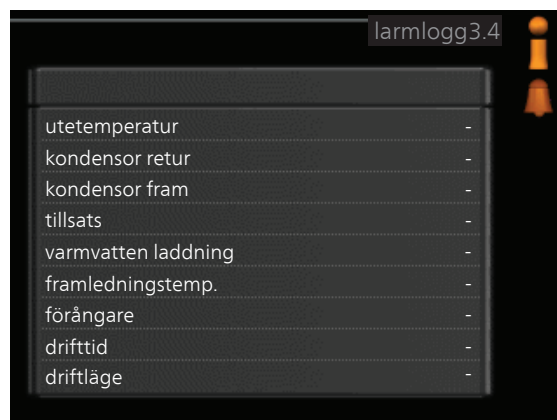 larmlogg3.4
utetemperatur -
kondensor retur -
kondensor fram -
tillsats -
varmvatten laddning -
framledningstemp. -
förångare -
drifttid -
driftläge -